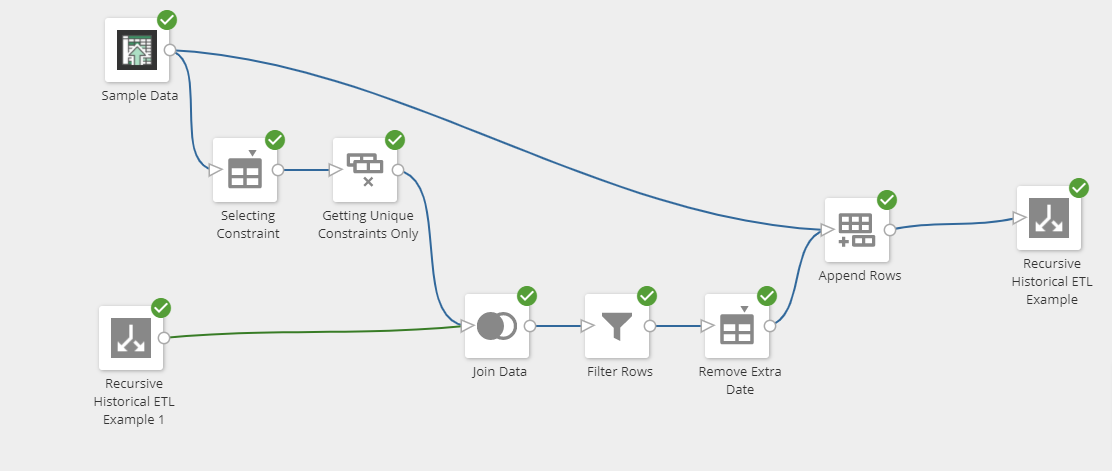 Sample Data
Selecting
Constraint
Getting Unique
Constraints Only
Append Rows
Recursive
Historical ETL
Example
Join Data
Filter Rows
Remove Extra
Date
Recursive
Historical ETL
Example 1